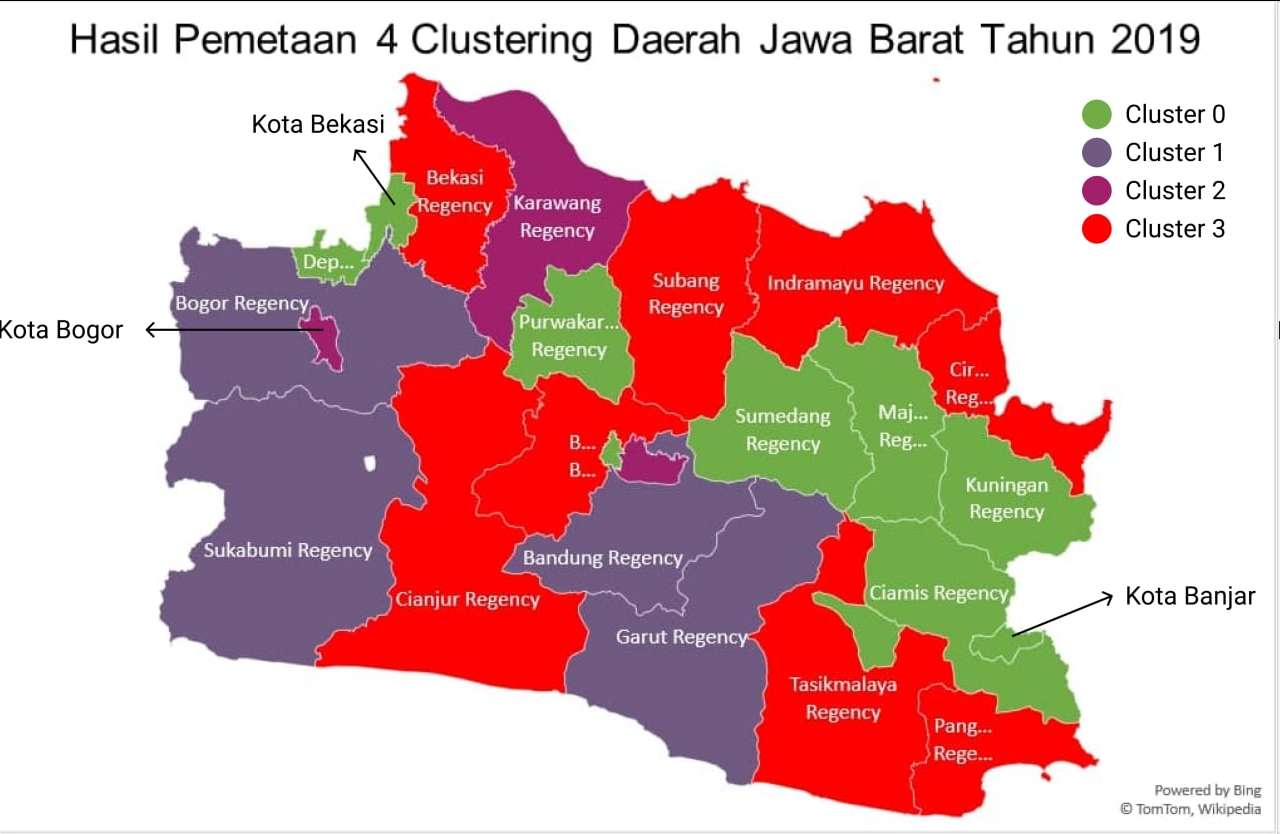 Hasil Pemetaan 4 Clustering Daerah Jawa Barat Tahun 2019
Kota Bekasi
Cluster 0
Cluster 1
Cluster 2
Cluster 3
Bekasi
Regency
Karawang
Regency
Dep...
Bogor Regency
Kota Bogor
Purwakar...
Regency
Subang
Regency
Indramayu Regency
Cir...
Reg...
Sumedang
Regency
Maj...
Reg...
B...
B...
Kuningan
Regency
Sukabumi Regency
Bandung Regency
Cianjur Regency
Ciamis Regency
Kota Banjar
Garut Regency
Tasikmalaya
Regency
Pang...
Rege...
Powered by Bing
© TomTom, Wikipedia